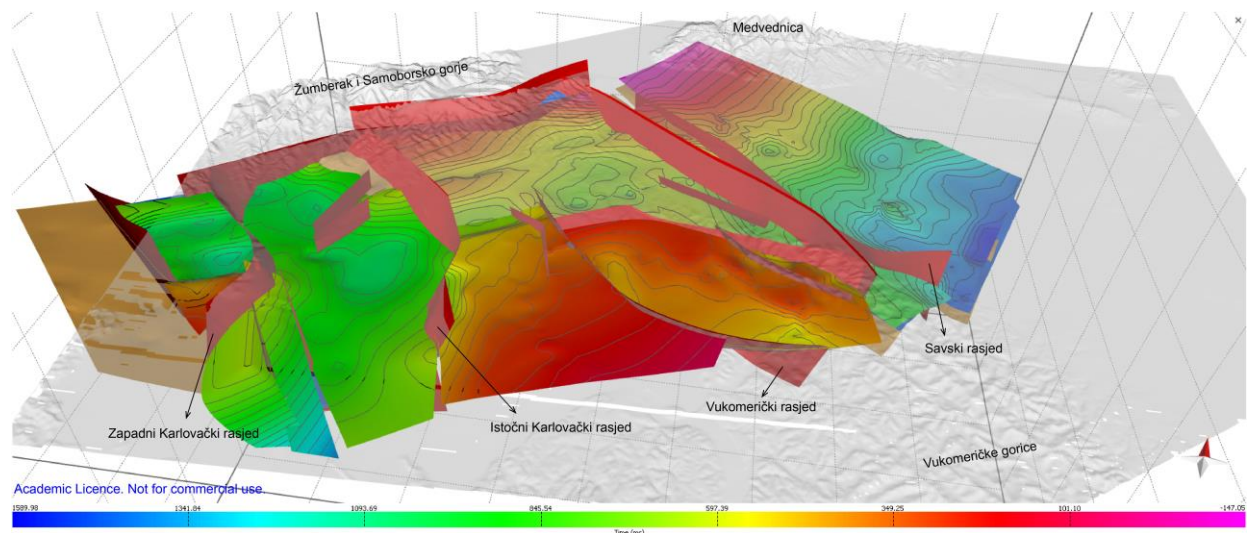 Medvednica
Žumberak i Samoborsko gorje
Savski rasjed
Vukomerički rasjed
Istočni Karlovački rasjed
Zapadni Karlovački rasjed
Vukomeričke gorice
Academic Licence. Not for commercial use.
1589.98 1341.84 1093.69 845.54 597.39 349.25 101.10 -147.05
Time (ms)